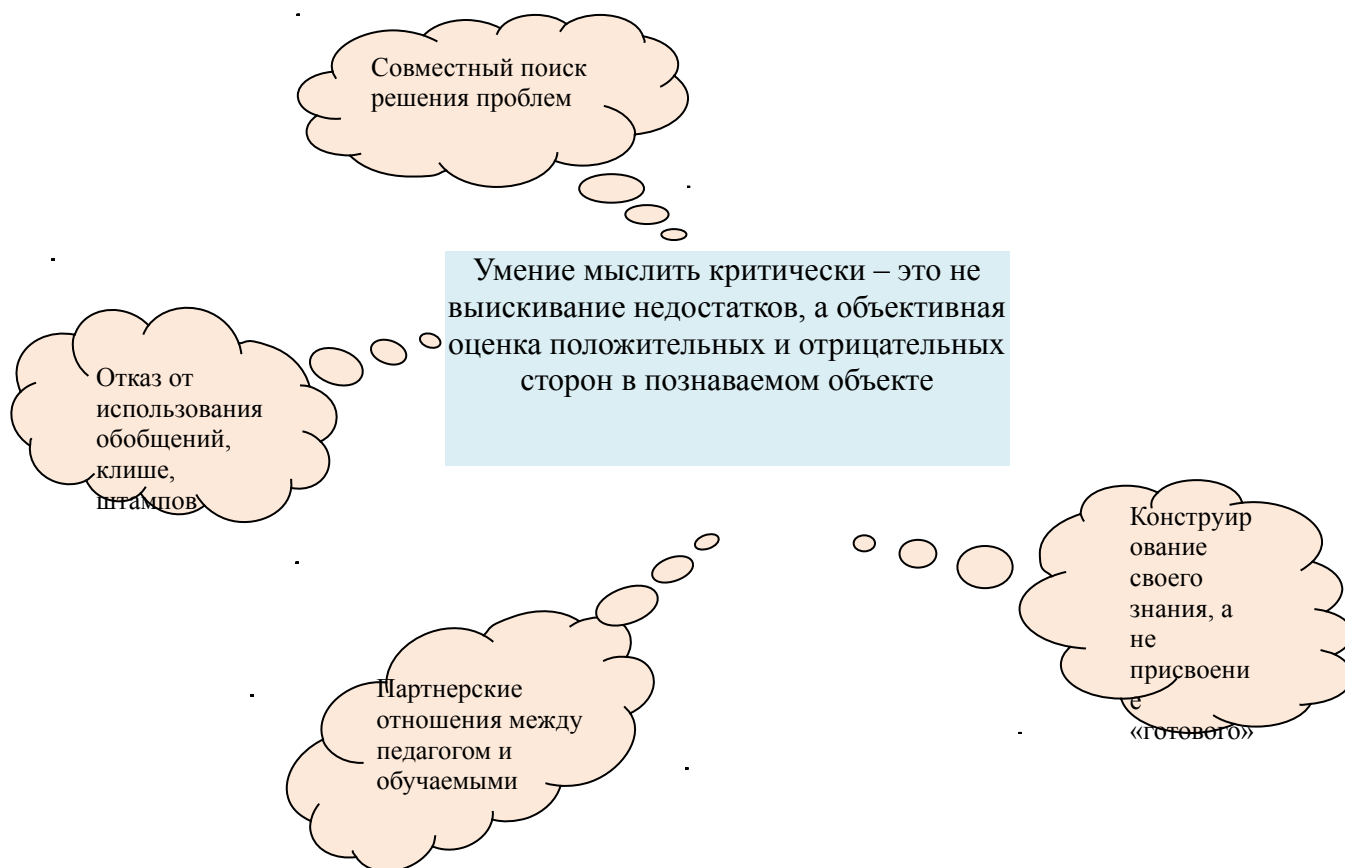 Совместный поиск
решения проблем
Умение мыслить критически – это не
выискивание недостатков, а объективная
оценка положительных и отрицательных
сторон в познаваемом объекте
Отказ от
использования
обобщений,
клише,
штампов
Конструир
ование
своего
знания, а
не
присвоени
е
«готового»
Партнерские
отношения между
педагогом и
обучаемыми